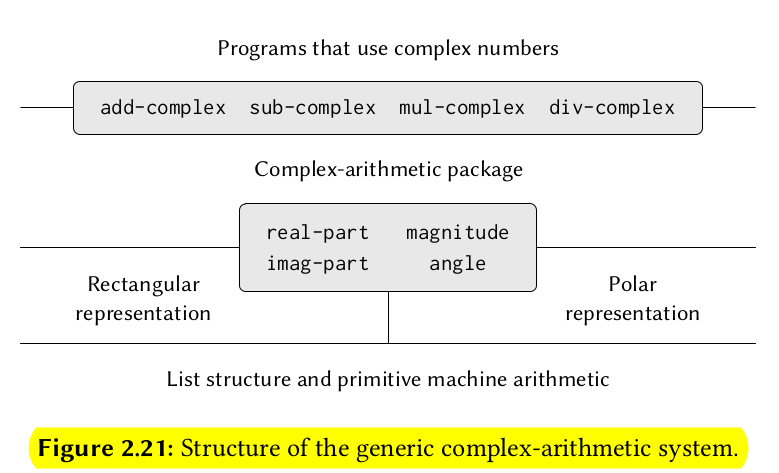 Programs that use complex numbers
add-complex sub-complex mul-complex div-complex
Complex-arithmetic package
real-part magnitude
imag-part angle
Rectangular
representation
Polar
representation
List structure and primitive machine arithmetic
Figure 2.21: Structure of the generic complex-arithmetic system.